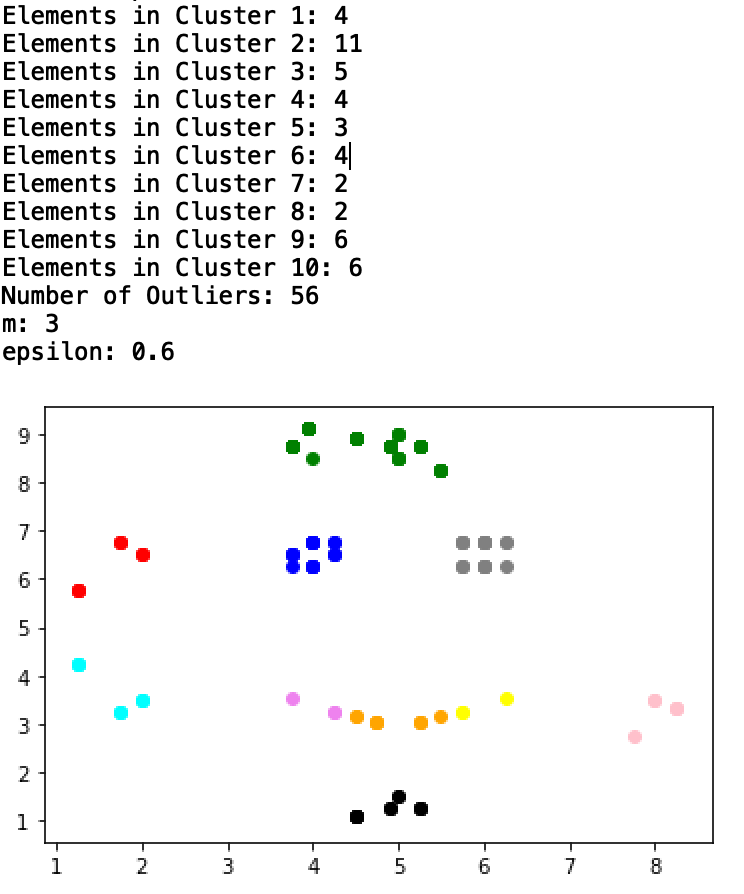 Elements in Cluster 1: 4
Elements in Cluster 2: 11
Elements in Cluster 3: 5
Elements in Cluster 4: 4
Elements in Cluster 5: 3
Elements in Cluster 6: 4
Elements in Cluster 7: 2
Elements in Cluster 8: 2
Elements in Cluster 9: 6
Elements in Cluster 10: 6
Number of Outliers: 56
m: 3
epsilon: 0.6
9
8
7
6
5
4
3
2
1
1 2 3 4 5 6 7 8